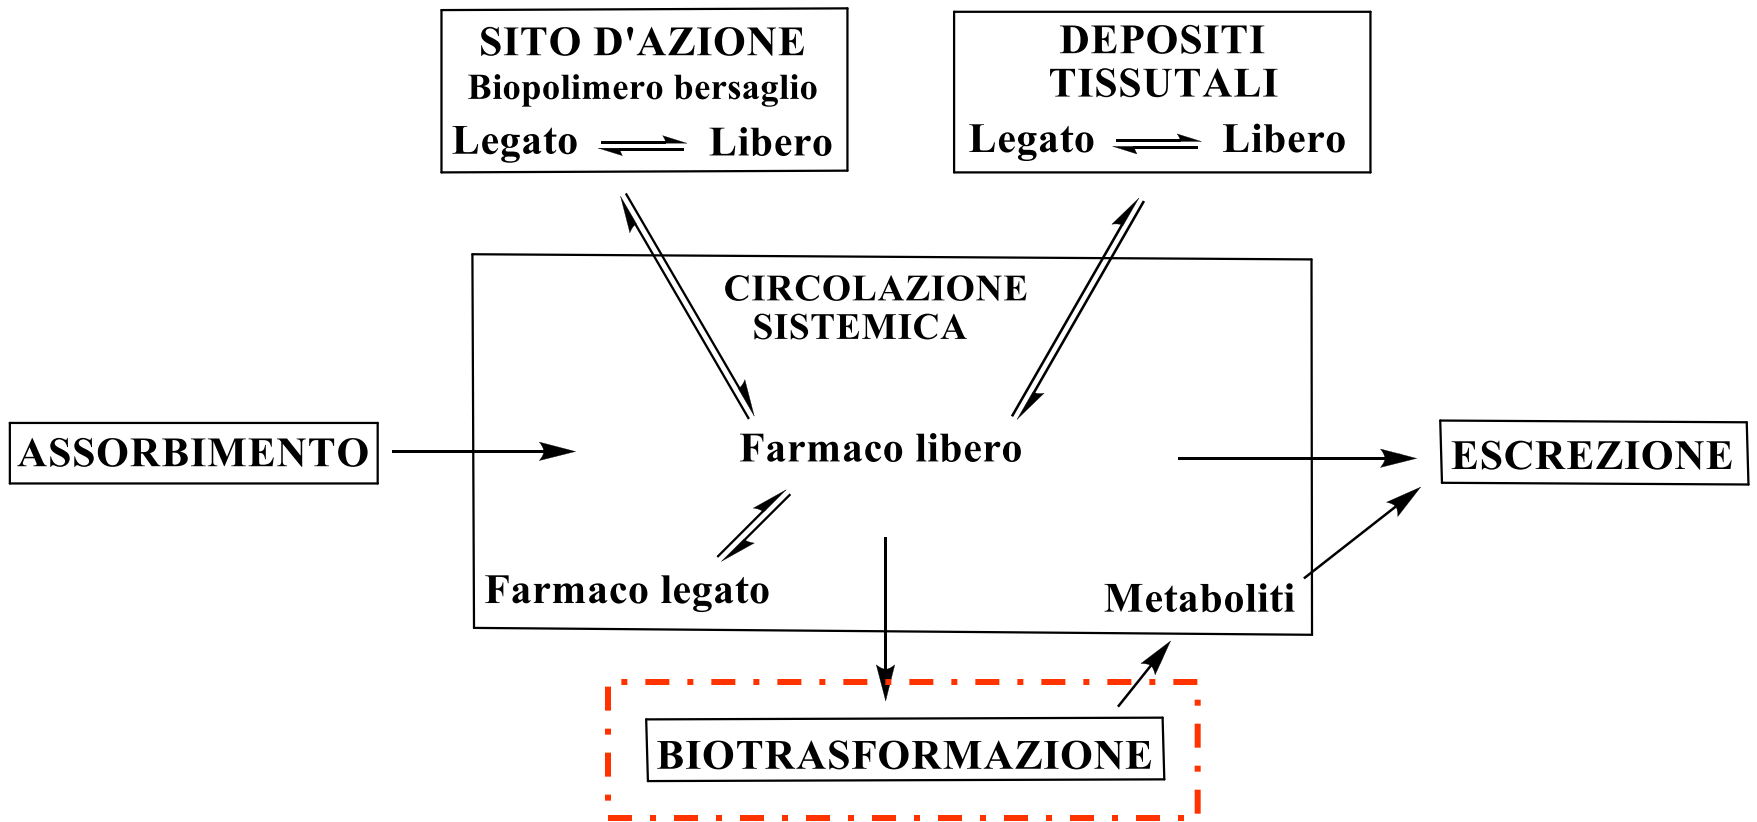 SITO D'AZIONE
Biopolimero bersaglio
Legato Libero
DEPOSITI
TISSUTALI
Legato Libero
CIRCOLAZIONE
SISTEMICA
ASSORBIMENTO
Farmaco libero
ESCREZIONE
Farmaco legato
Metaboliti
BIOTRASFORMAZIONE